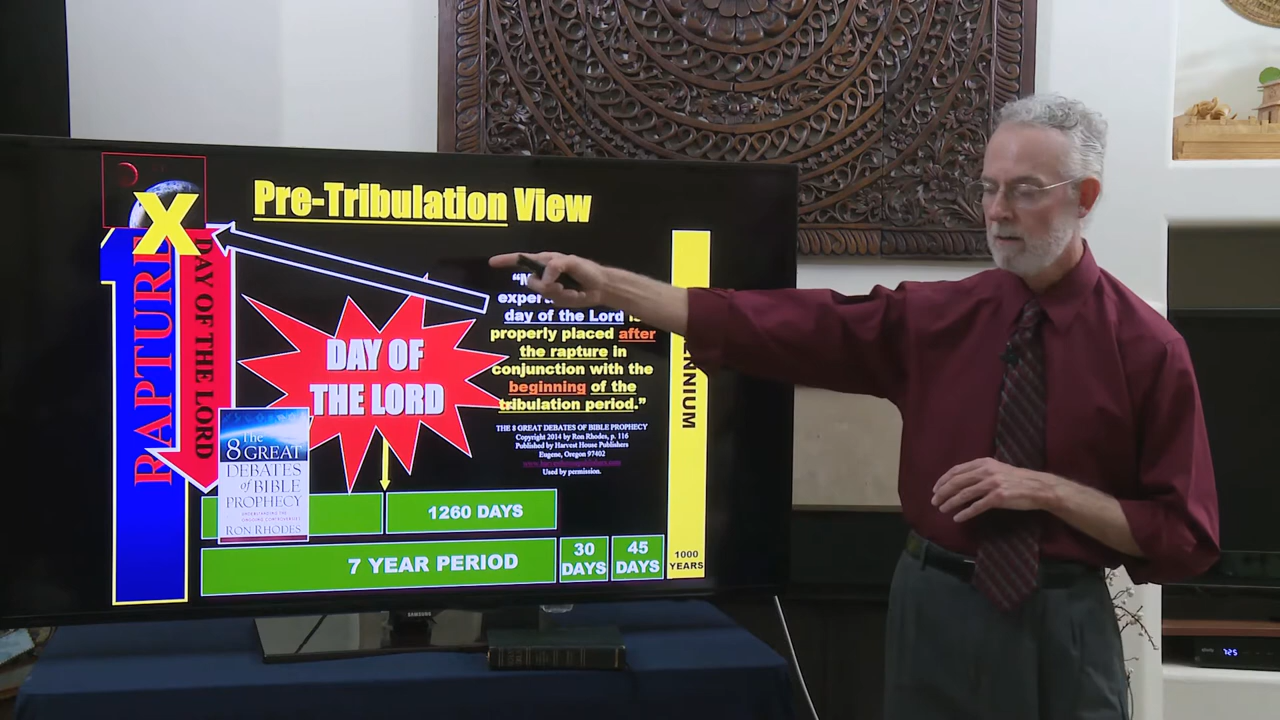 Pre-Tribulation View
RAPTURE
DAY OF THE LORD
DAY OF
THE LORD
day of the Lord
properly placed after
the rapture in
conjunction with the
beginning of the
tribulation period.”
THE 8 GREAT DEBATES OF BIBLE PROPHECY
Copyright 2014 by Ron Rhodes, p. 116
Published by Harvest House Publishers
Eugene, Oregon 97402
Used by permission.
The
8 GREAT
DEBATES
of BIBLE
PROPHECY
RON RHODES
1260 DAYS
7 YEAR PERIOD
30
DAYS
45
DAYS
1000
YEARS
SAMSUNG
725